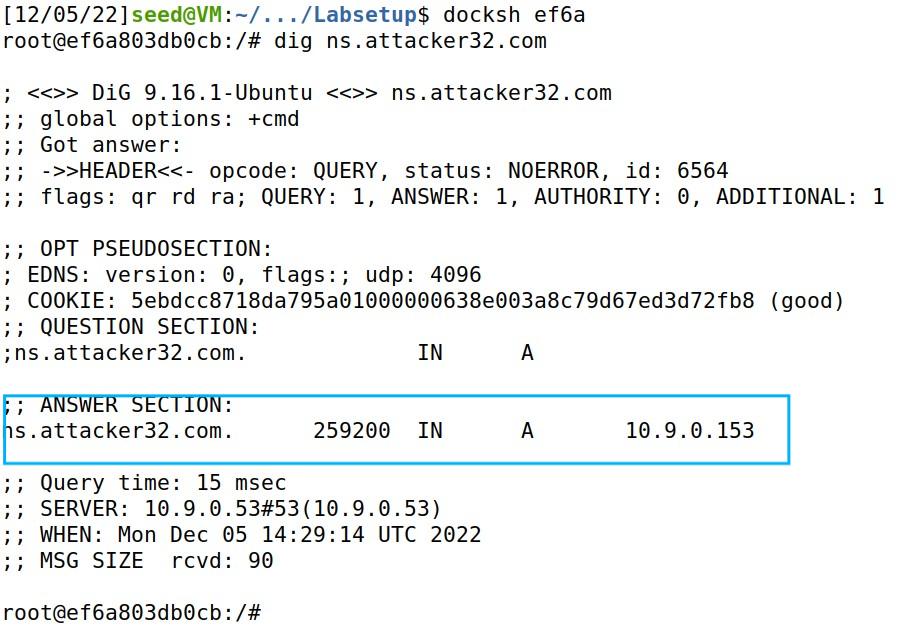 [12/05/22]seed@VM:~/.../Labsetup$ docksh ef6a
root@ef6a803db0cb:/# dig ns.attacker32.com
; <<>> DiG 9.16.1-Ubuntu <<>> ns.attacker32.com
;; global options: +cmd
;; Got answer:
;; ->>HEADER<<- opcode: QUERY, status: NOERROR, id: 6564
;; flags: qr rd ra; QUERY: 1, ANSWER: 1, AUTHORITY: 0, ADDITIONAL: 1
;; OPT PSEUDOSECTION:
; EDNS: version: 0, flags:; udp: 4096
; COOKIE: 5ebdcc8718da795a01000000638e003a8c79d67ed3d72fb8 (good)
;; QUESTION SECTION:
;ns.attacker32.com. IN A
;; ANSWER SECTION:
ns.attacker32.com. 259200 IN A 10.9.0.153
;; Query time: 15 msec
;; SERVER: 10.9.0.53#53(10.9.0.53)
;; WHEN: Mon Dec 05 14:29:14 UTC 2022
;; MSG SIZE rcvd: 90
root@ef6a803db0cb:/#